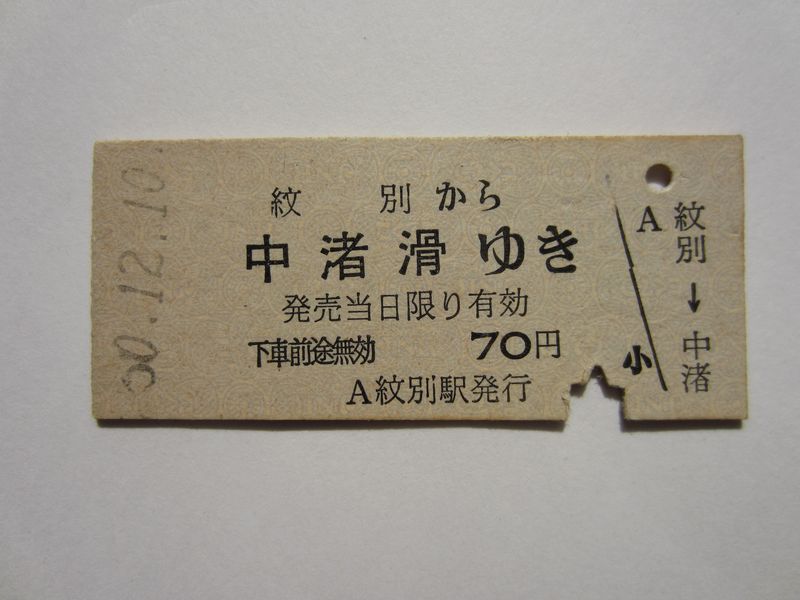 50.12.10
紋別から
中渚滑ゆき
発売当日限り有効
下車前途無効 70円
A紋別駅発行
小
A
紋別→中渚